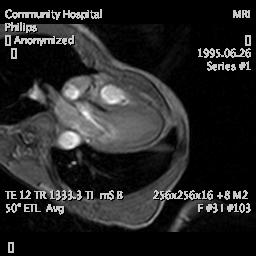 Community Hospital
MRI
Philips
[] Anonymized
[]
[]
1995.06.26
Series #1
TE 12 TR 1333.3 TI mS B
256x256x16 +8 M2
50° ETL Avg
F #3 I #103
[]